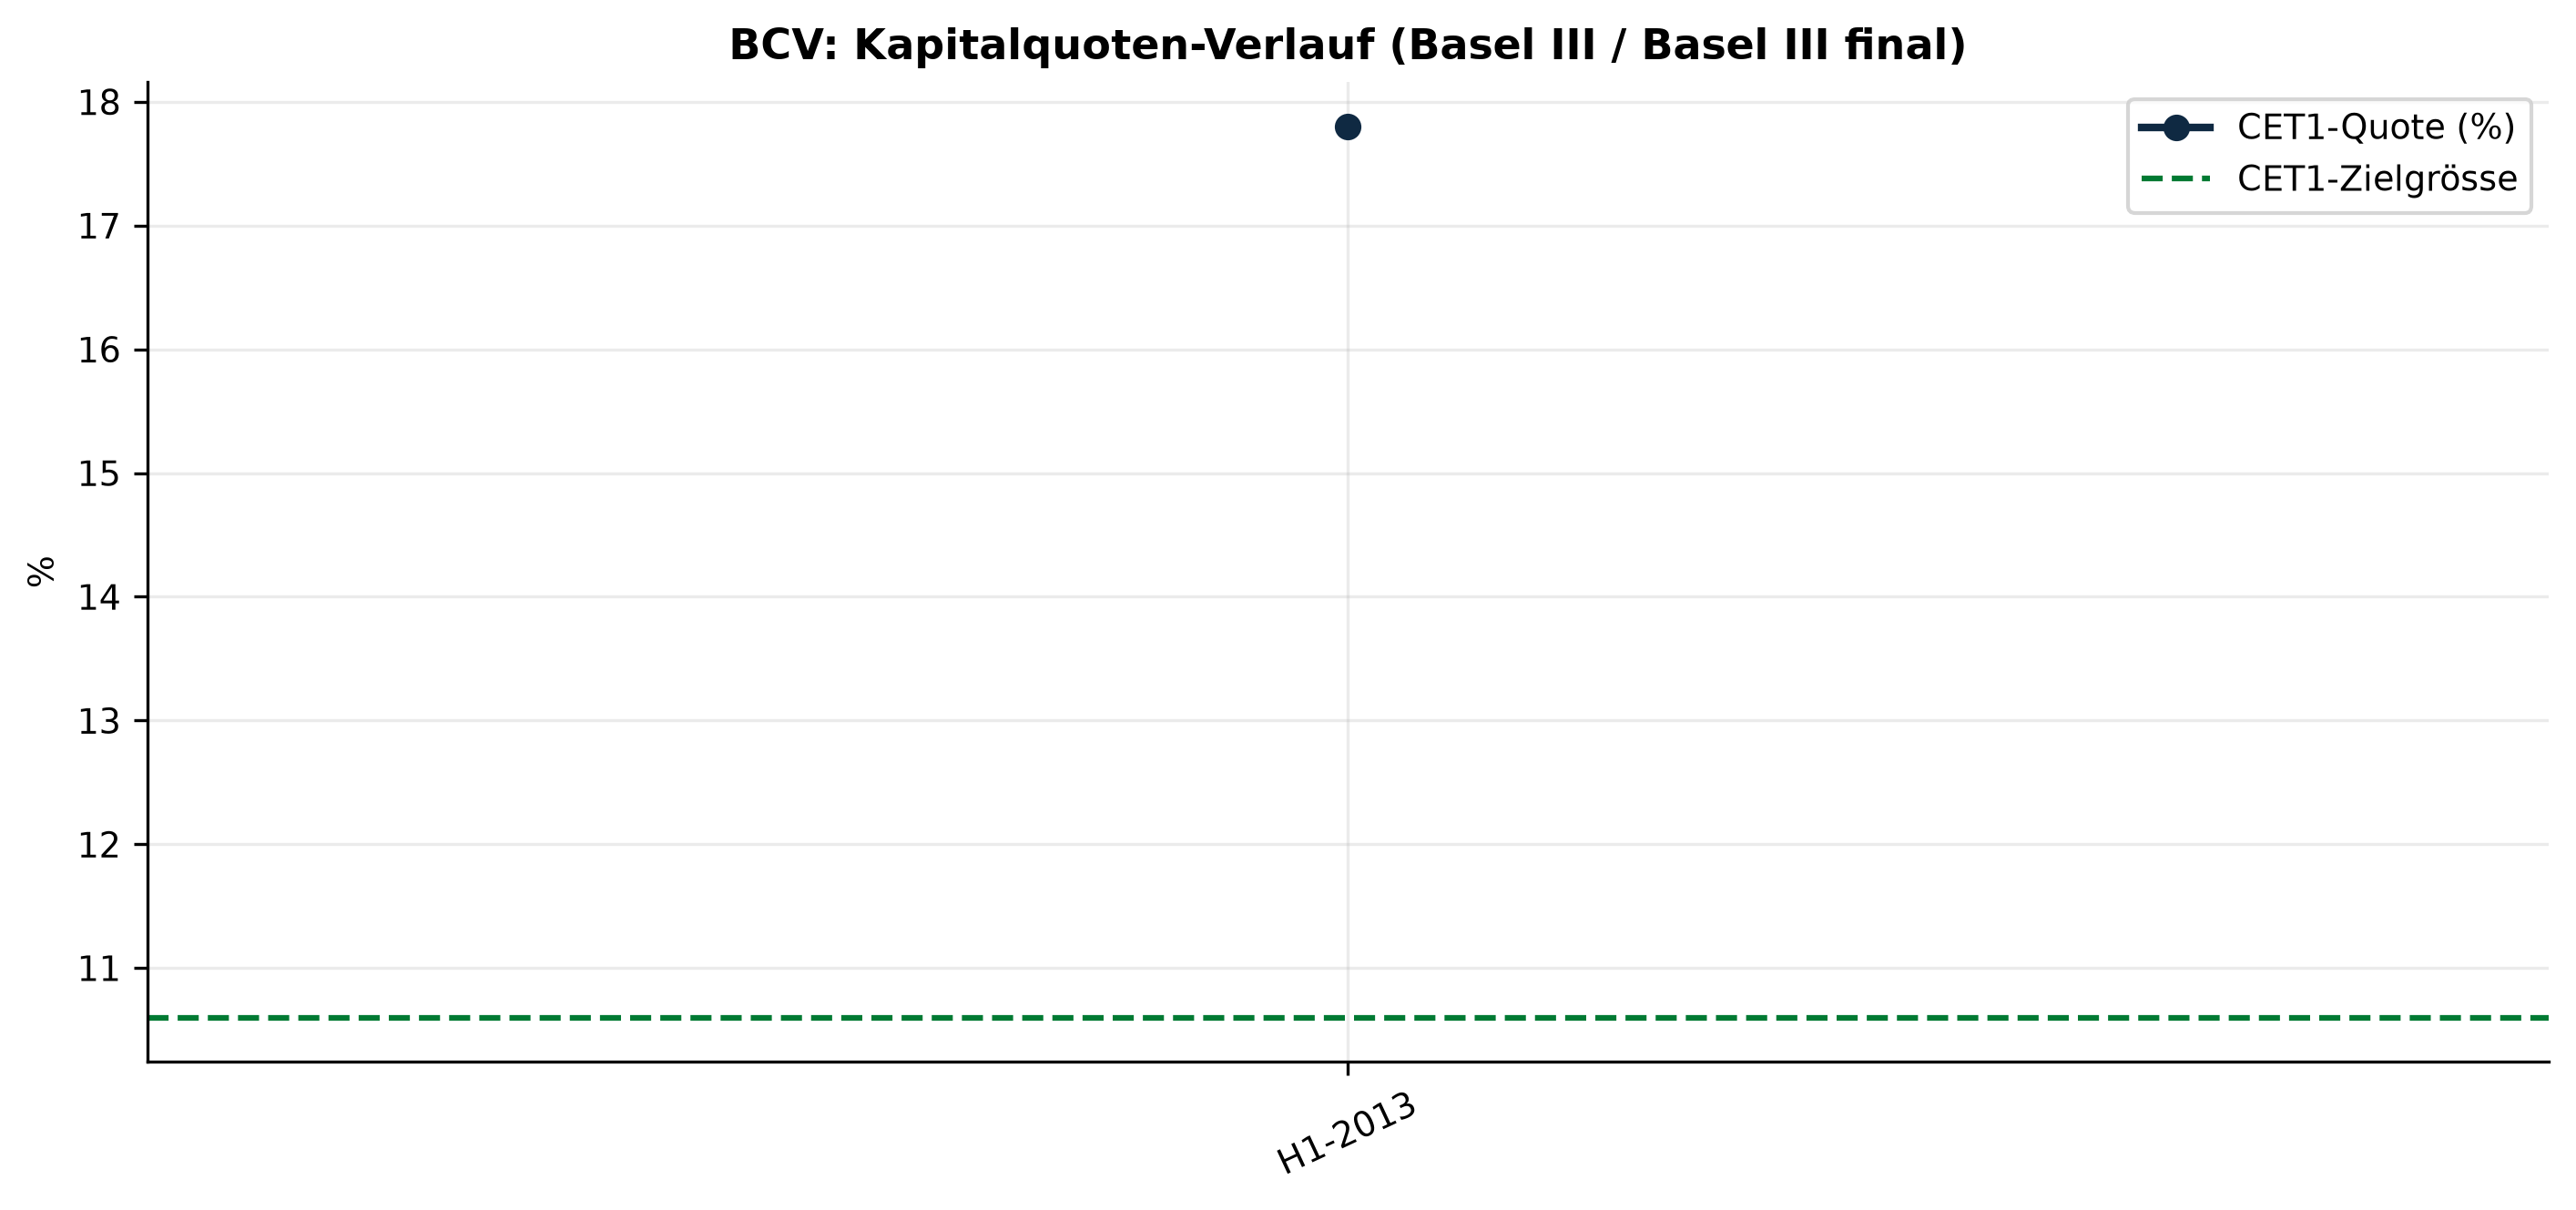 BCV: Kapitalquoten-Verlauf (Basel III / Basel III final)
CET1-Quote (%)
CET1-Zielgrösse
%
18
17
16
15
14
13
12
11
H1-2013